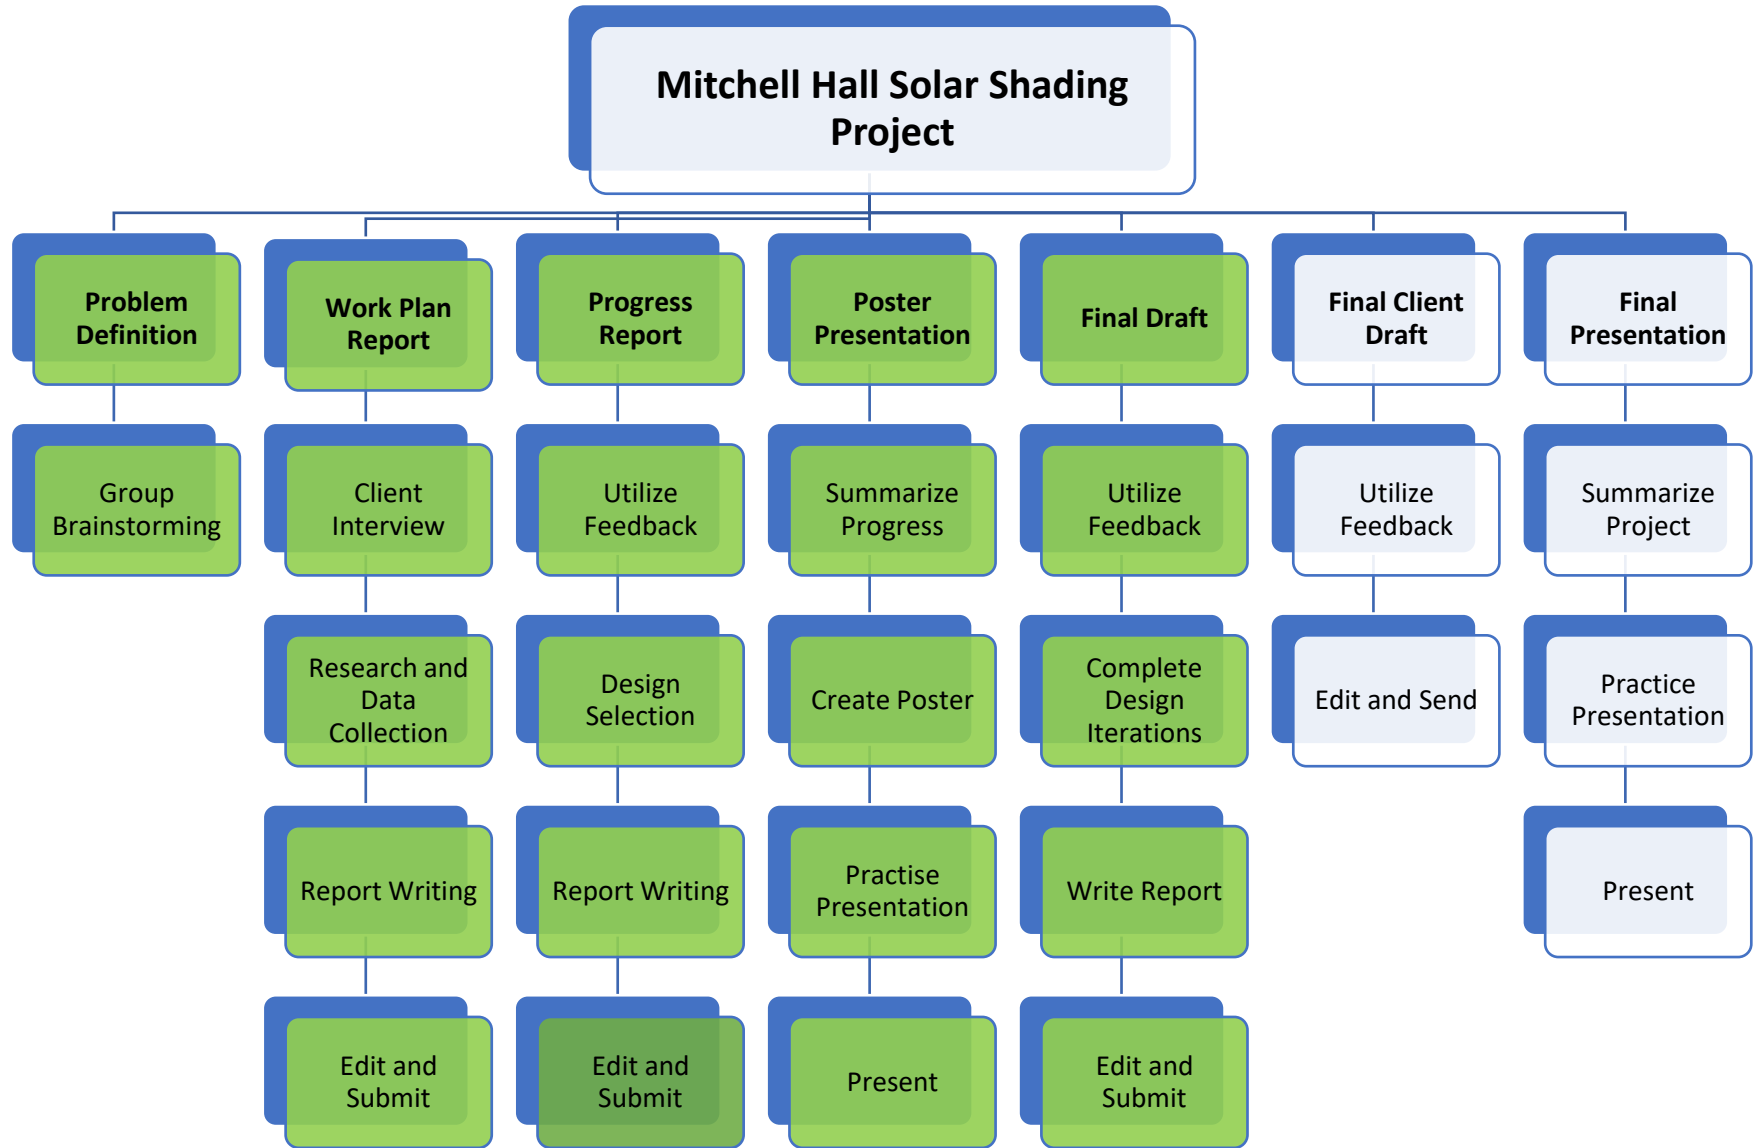 Mitchell Hall Solar Shading
Project
Problem
Definition
Work Plan
Report
Progress
Report
Poster
Presentation
Final Draft
Final Client
Draft
Final
Presentation
Group
Brainstorming
Client
Interview
Utilize
Feedback
Summarize
Progress
Utilize
Feedback
Utilize
Feedback
Summarize
Project
Research and
Data
Collection
Design
Selection
Create Poster
Complete
Design
Iterations
Edit and Send
Practice
Presentation
Report Writing
Report Writing
Practise
Presentation
Write Report
Present
Edit and
Submit
Edit and
Submit
Present
Edit and
Submit